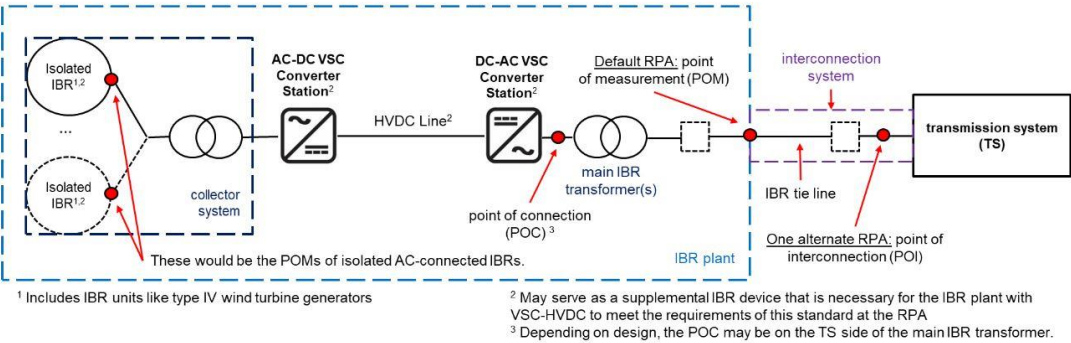 Isolated
IBR1,2
...
Isolated
IBR1,2
collector
system
AC-DC VSC
Converter
Station2
HVDC Line2
DC-AC VSC
Converter
Station2
Default RPA: point
of measurement (POM)
interconnection
system
main IBR
transformer(s)
point of connection
(POC) 3
transmission system
(TS)
IBR tie line
One alternate RPA: point of
interconnection (POI)
These would be the POMs of isolated AC-connected IBRs.
IBR plant
1 Includes IBR units like type IV wind turbine generators
2 May serve as a supplemental IBR device that is necessary for the IBR plant with
VSC-HVDC to meet the requirements of this standard at the RPA
3 Depending on design, the POC may be on the TS side of the main IBR transformer.